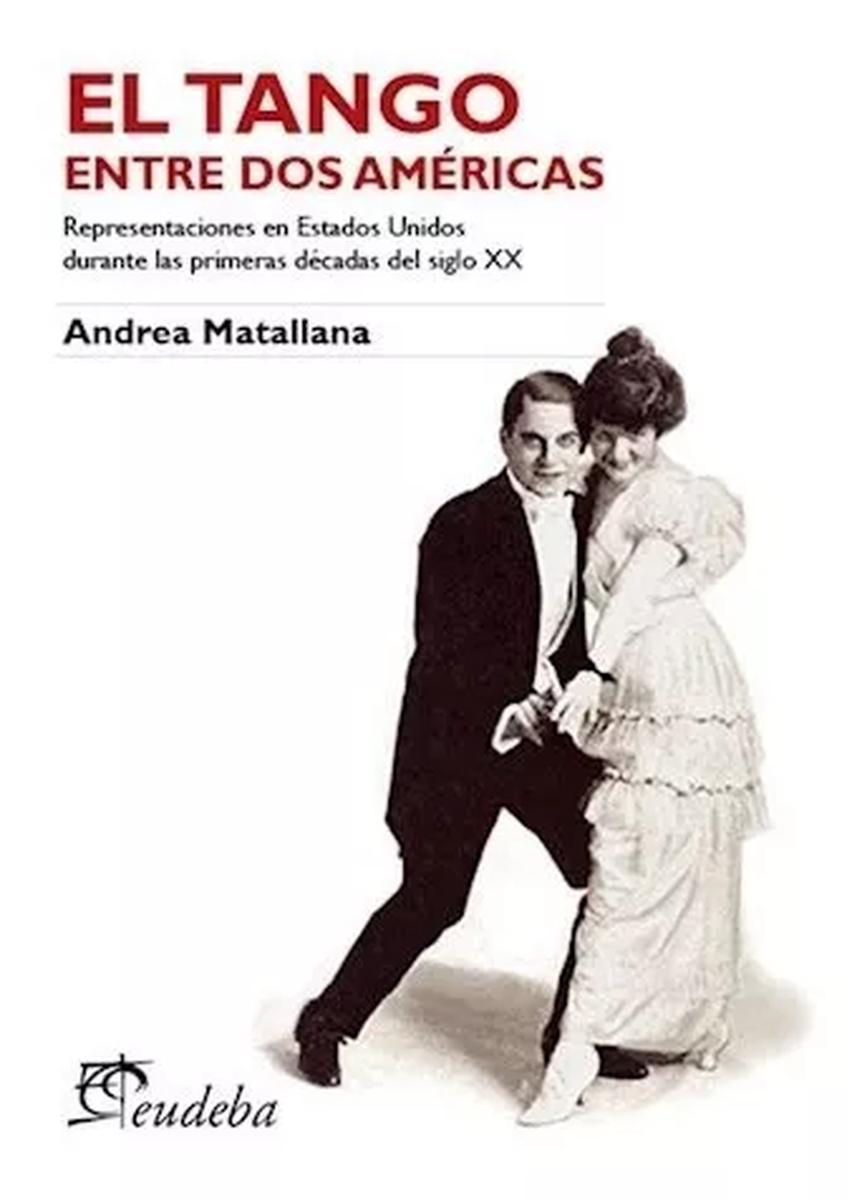 EL TANGO
ENTRE DOS AMÉRICAS
Representaciones en Estados Unidos
durante las primeras décadas del siglo XX
Andrea Matallana
eudeba